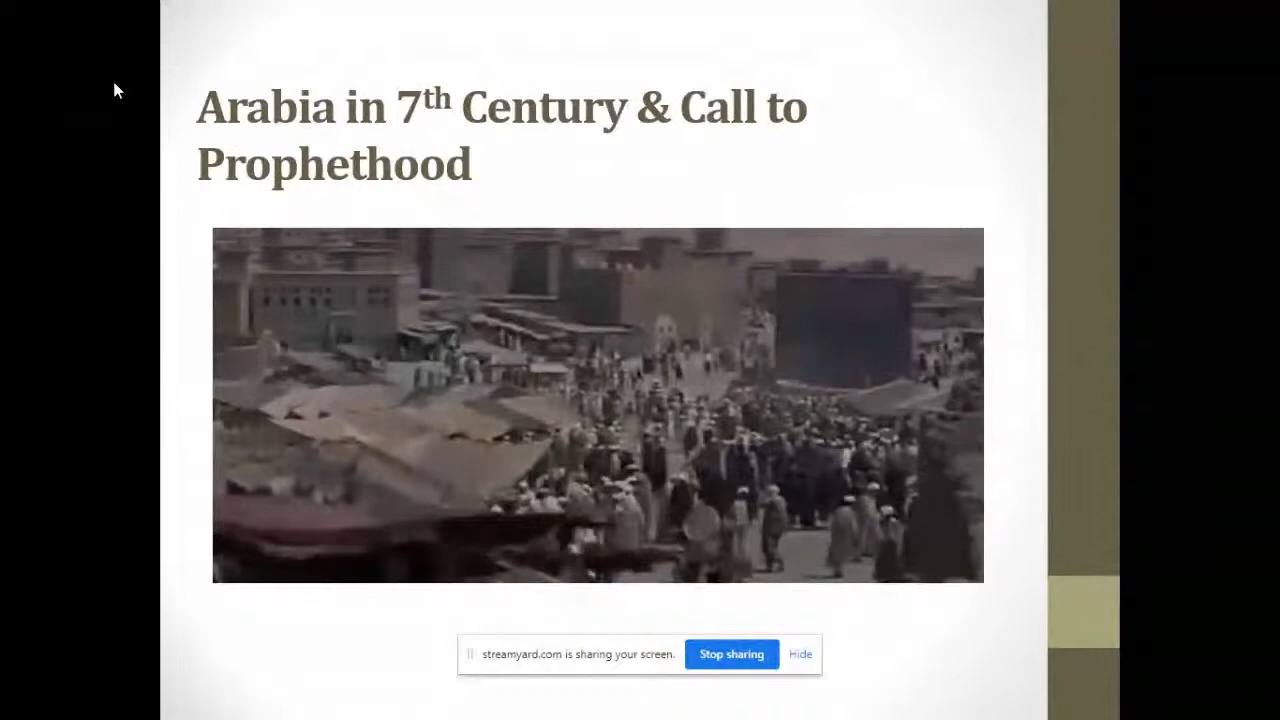 Arabia in 7th Century & Call to
Prophethood
streamyard.com is sharing your screen. Stop sharing Hide